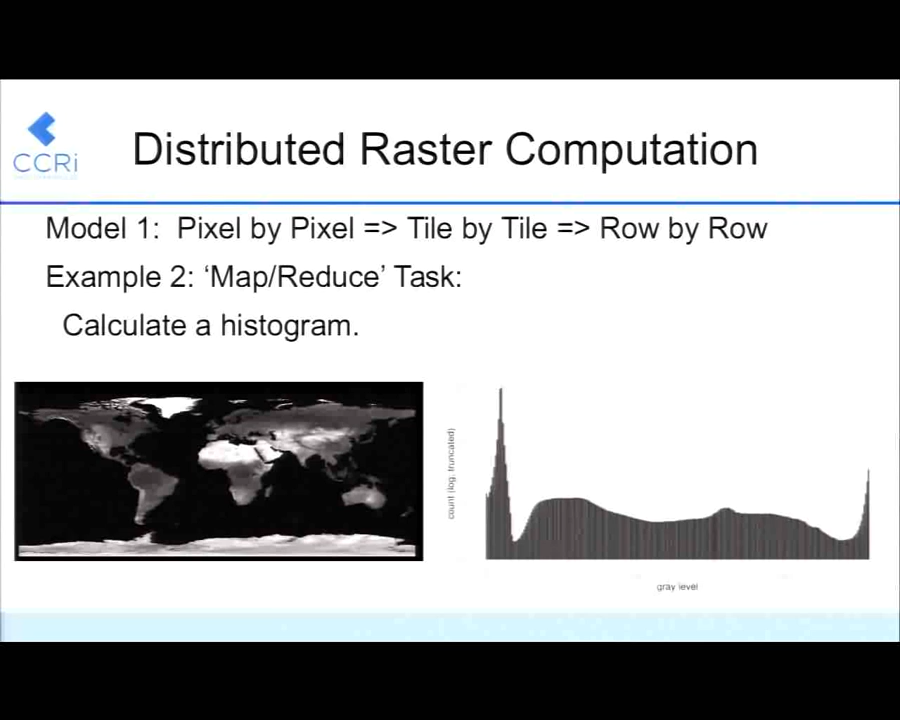 CCRi
Distributed Raster Computation
Model 1: Pixel by Pixel => Tile by Tile => Row by Row
Example 2: ‘Map/Reduce’ Task:
Calculate a histogram.
count (log, truncated)
gray level